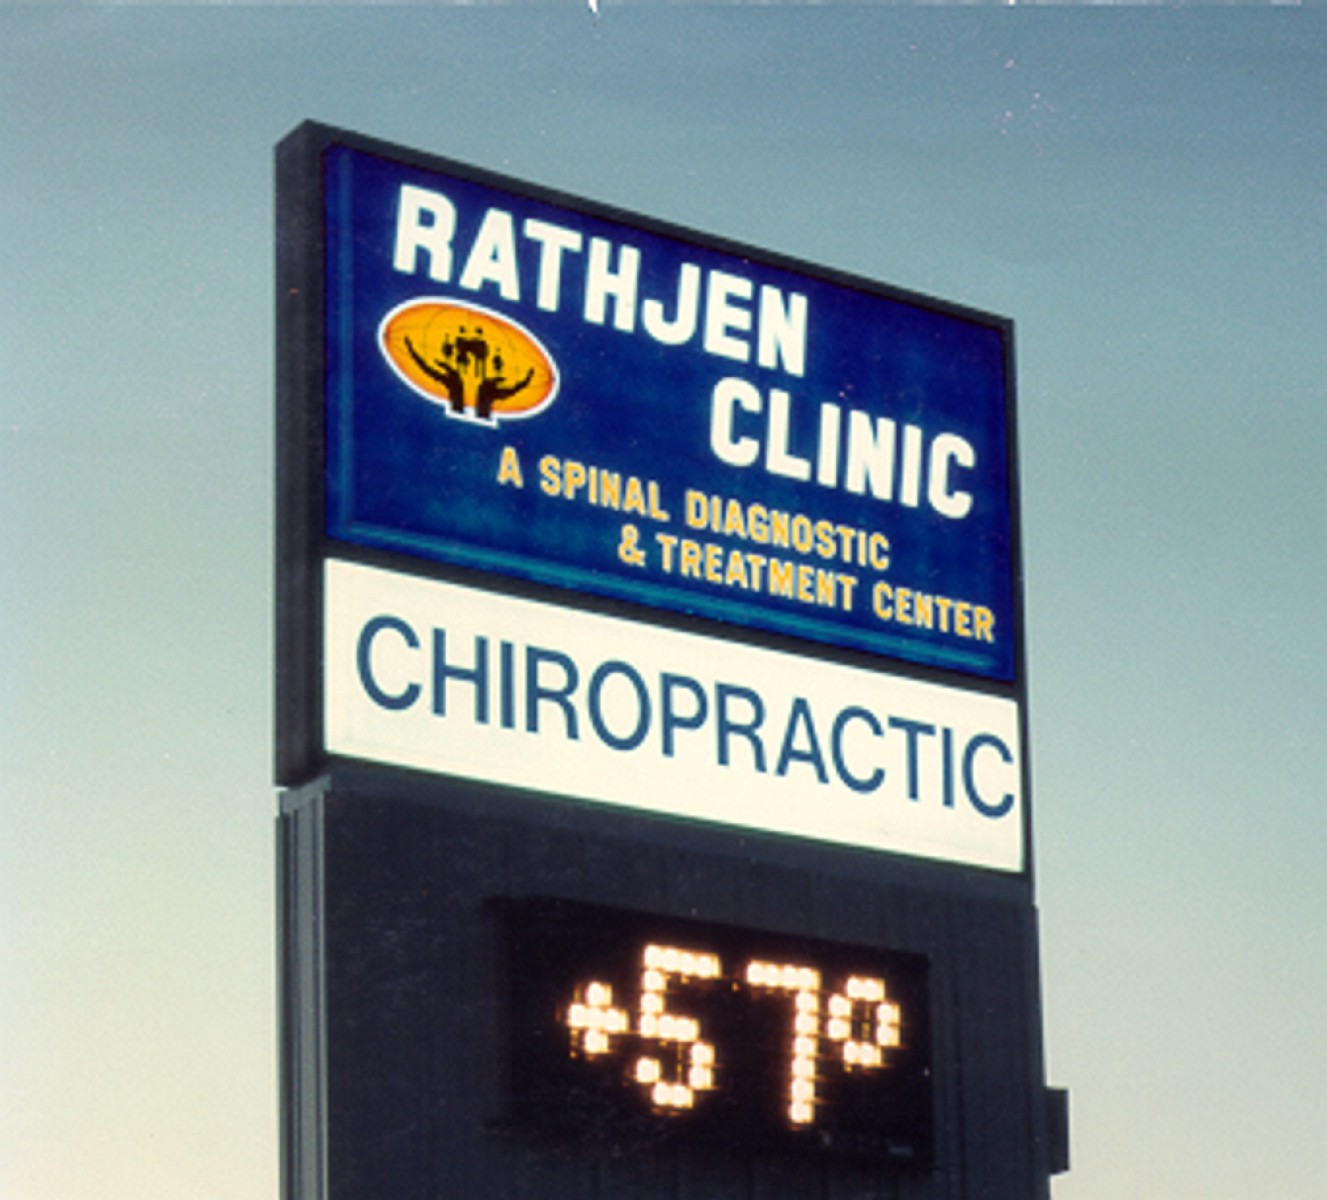 RATHJEN
CLINIC
A SPINAL DIAGNOSTIC
& TREATMENT CENTER
CHIROPRACTIC
+57°